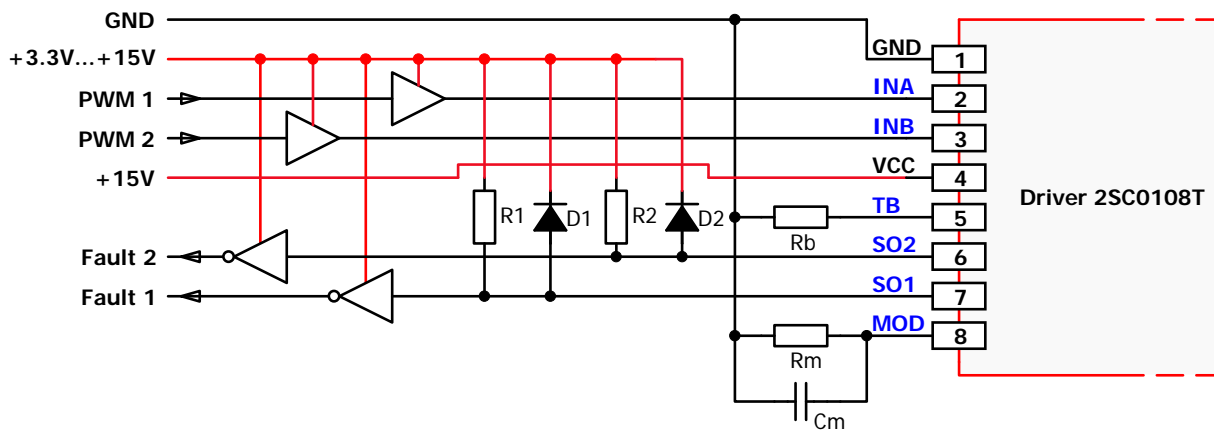 GND
+3.3V...+15V
PWM 1
PWM 2
+15V
Fault 2
Fault 1
R1
D1
R2
D2
Rb
Rm
Cm
GND
1
INA
2
INB
3
VCC
4
TB
5
SO2
6
SO1
7
MOD
8
Driver 2SC0108T